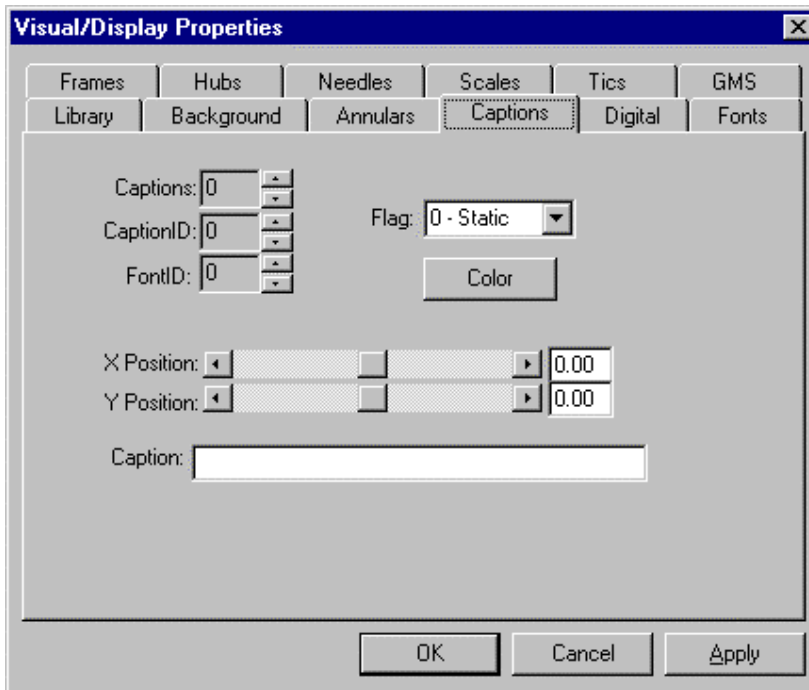 Visual/Display Properties
Frames Hubs Needles Scales Tics GMS
Library Background Annulars Captions Digital Fonts
Captions: 0
CaptionID: 0 Flag: 0 - Static
FontID: 0 Color
X Position: 0.00
Y Position: 0.00
Caption:
OK Cancel Apply